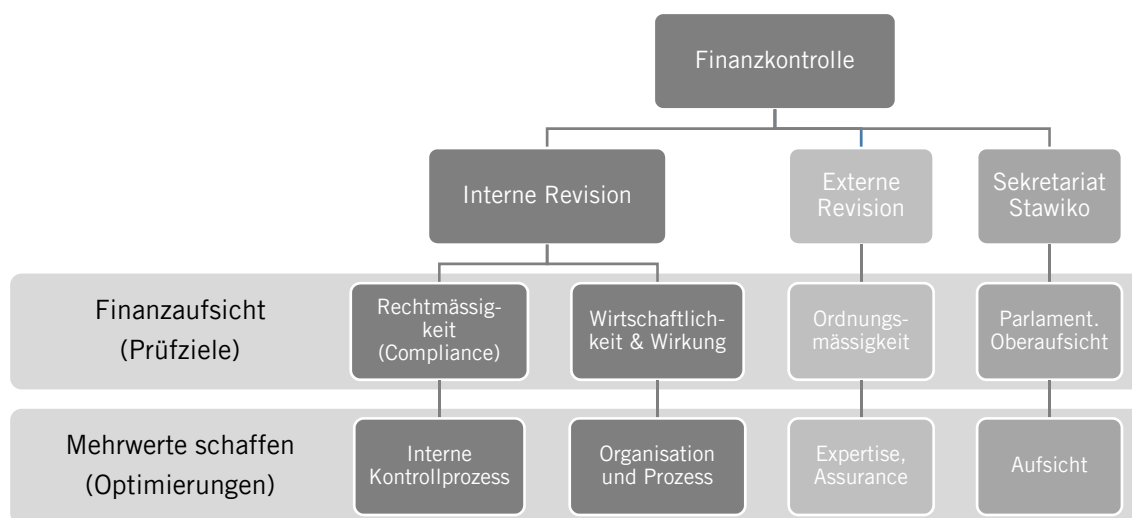 Finanzkontrolle
Interne Revision
Externe
Revision
Sekretariat
Stawiko
Finanzaufsicht
(Prüfziele)
Rechtmässig-
keit
(Compliance)
Wirtschaftlich-
keit & Wirkung
Ordnungs-
mässigkeit
Parlament.
Oberaufsicht
Mehrwerte schaffen
(Optimierungen)
Interne
Kontrollprozess
Organisation
und Prozess
Expertise,
Assurance
Aufsicht